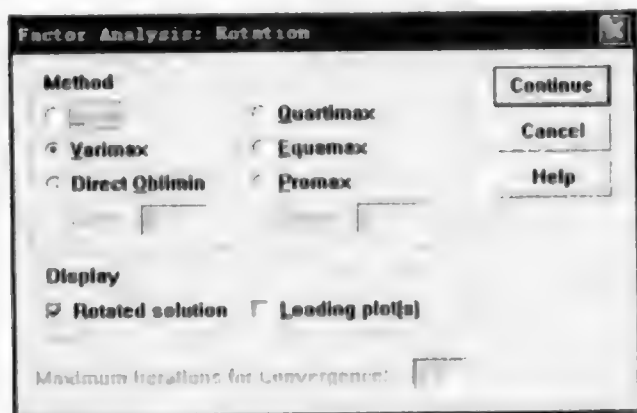 Factor Analysis: Rotation
Method
Continue
Quartimax
Varimax
Equamax
Cancel
Direct Oblimin
Promax
Help
Display
Rotated solution
Loading plot(s)
Maximum Iterations for Convergence: